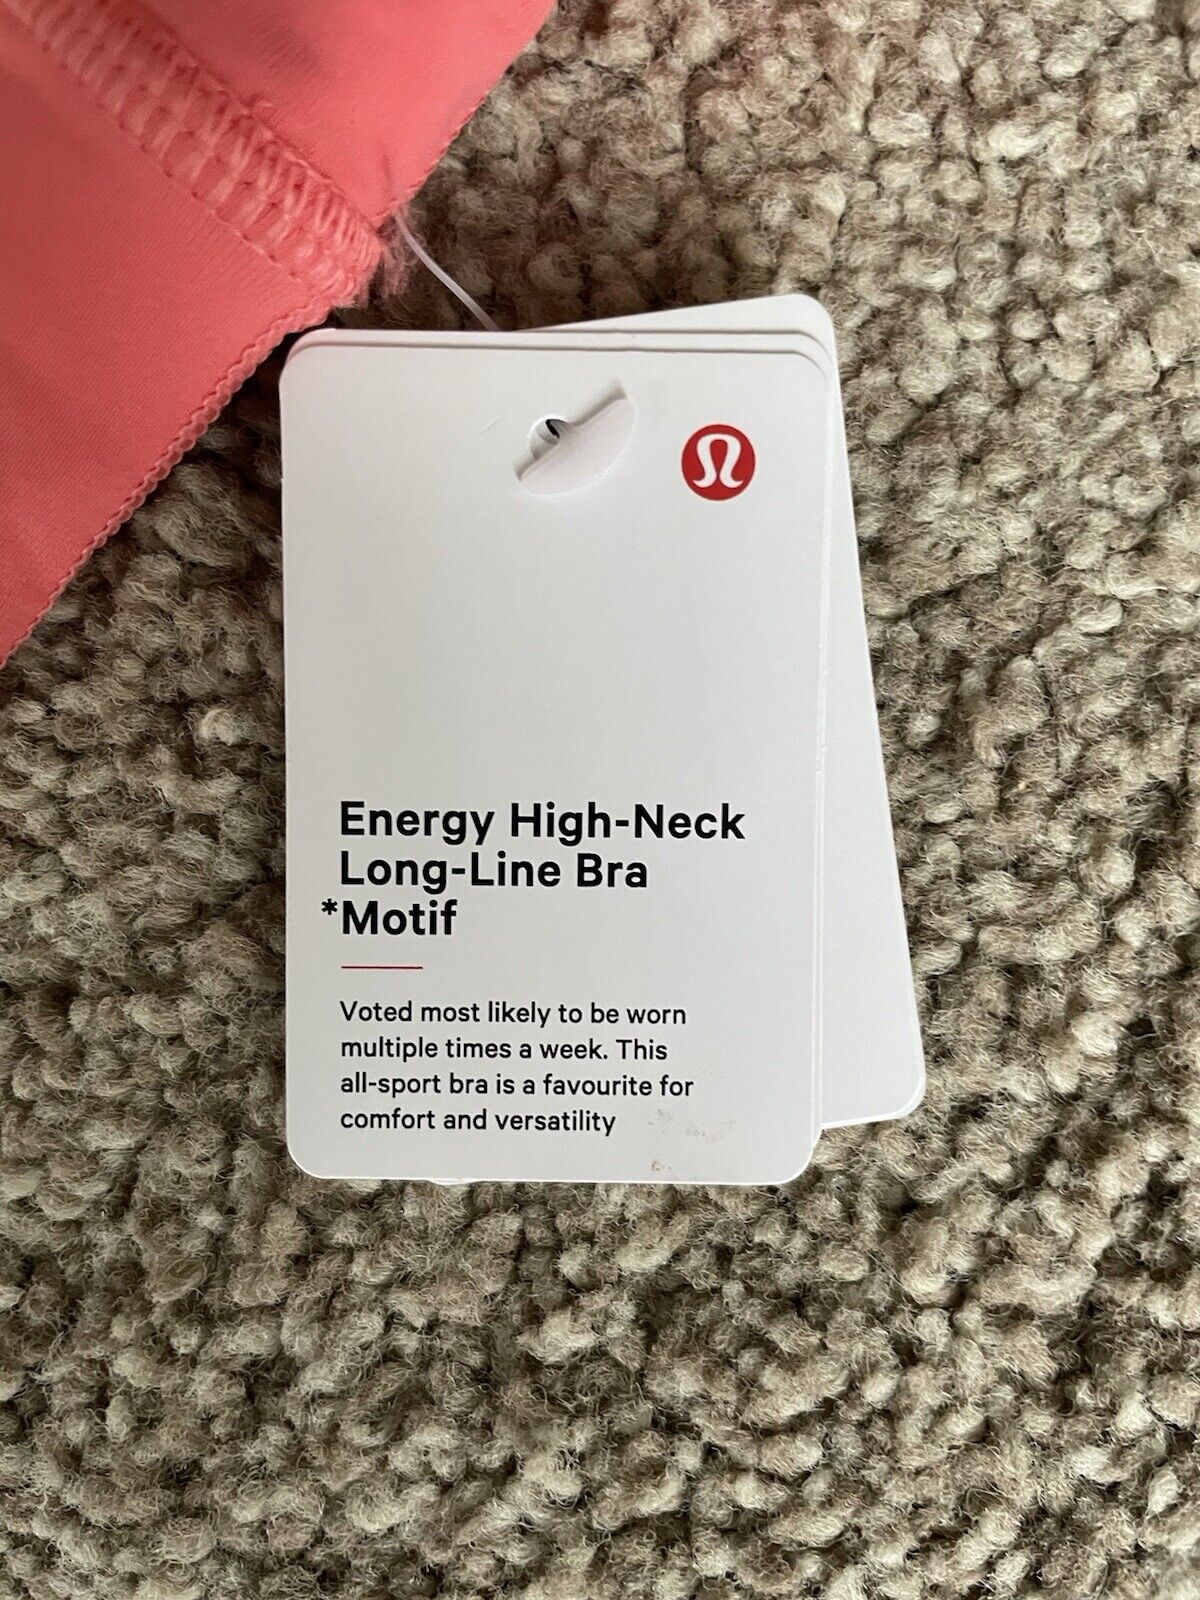 Energy High-Neck
Long-Line Bra
*Motif
Voted most likely to be worn
multiple times a week. This
all-sport bra is a favourite for
comfort and versatility